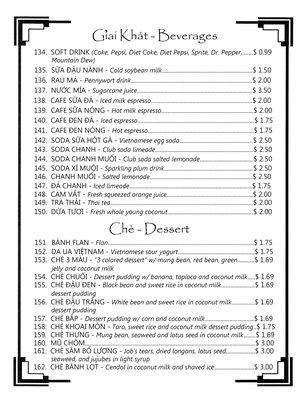 Giai Khát - Beverages
134. SOFT DRINK (Coke, Pepsi, Diet Coke, Diet Pepsi, Sprite, Dr. Pepper,.......$ 0.99
Mountain Dew)
135. SỮA ĐẬU NÀNH - Cold soybean milk..........$ 1.50
136. RAU MÁ - Pennywort drink..........$ 2.00
137. NƯỚC MÍA - Sugarcane juice..........$ 3.50
138. CAFE SỮA ĐÁ - Iced milk espresso..........$ 2.00
139. CAFE SỮA NÓNG - Hot milk espresso..........$ 2.00
140. CAFE ĐEN ĐÁ - Iced espresso..........$ 1.75
141. CAFE ĐEN NÓNG - Hot espresso..........$ 1.75
142. SODA SỮA HỘT GÀ - Vietnamese egg soda..........$ 2.50
143. SODA CHANH - Club soda limeade..........$ 2.50
144. SODA CHANH MUỐI - Club soda salted lemonade..........$ 2.50
145. SODA XÍ MUỘI - Sparkling plum drink..........$ 2.50
146. CHANH MUỐI - Salted lemonade..........$ 2.50
147. ĐÁ CHANH - Iced limeade..........$ 1.75
148. CAM VẮT - Fresh squeezed orange juice..........$ 2.00
149. TRÀ THÁI - Thai tea..........$ 2.00
150. DỪA TƯƠI - Fresh whole young coconut..........$ 2.00
Chè - Dessert
151. BÁNH FLAN - Flan..........$ 1.75
152. DA UA VIỆTNAM - Vietnamese sour yogurt..........$ 1.75
153. CHÈ 3 MÀU - "3 colored dessert" w/ mung bean, red bean, green..........$ 1.69
jelly and coconut milk
154. CHÈ CHUỐI - Dessert pudding w/ banana, tapioca and coconut milk....$ 1.69
155. CHÈ ĐẬU ĐEN - Black bean and sweet rice in coconut milk..........$ 1.69
dessert pudding
156. CHÈ ĐẬU TRẮNG - White bean and sweet rice in coconut milk..........$ 1.69
dessert pudding
157. CHÈ BẮP - Dessert pudding w/ corn and coconut milk..........$ 1.69
158. CHÈ KHOAI MÔN - Taro, sweet rice and coconut milk dessert pudding..$ 1.75
159. CHÈ THƯNG - Mung bean, seaweed and lotus seed in coconut milk.....$ 1.69
160. MỦ CHÔM..........$ 3.00
161. CHÈ SÂM BỔ LƯỢNG - Job's tears, dried longans, lotus seed..........$ 3.00
seaweed, and jujubes in light syrup
162. CHÈ BÁNH LỌT - Cendol in coconut milk and shaved ice..........$ 3.00